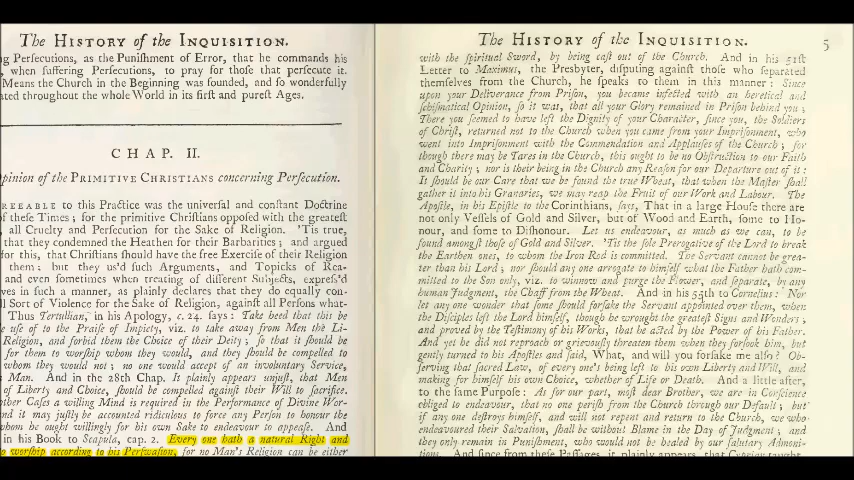 The HISTORY of the INQUISITION.
ng Persecutions, as the Punishment of Error, that he commands his
, when suffering Persecutions, to pray for those that persecute it.
Means the Church in the Beginning was founded, and so wonderfully
ated throughout the whole World in its first and purest Ages.
CHAP. II.
pinion of the PRIMITIVE CHRISTIANS concerning Persecution.
REEABLE to this Practice was the universal and constant Doctrine
f these Times; for the primitive Christians opposed with the greatest
all Cruelty and Persecution for the Sake of Religion. 'Tis true,
that they condemned the Heathen for their Barbarities; and argued
for this, that Christians should have the free Exercise of their Religion
them; but they us'd such Arguments, and Topicks of Rea-
and even sometimes when treating of different Subjects, express'd
ves in such a manner, as plainly declares that they do equally con-
l Sort of Violence for the Sake of Religion, against all Persons what-
Thus Tertullian, in his Apology, c. 24. says: Take heed that this be
e use of to the Praise of Impiety, viz. to take away from Men the Li-
Religion, and forbid them the Choice of their Deity; so that it should be
for them to worship whom they would, and they should be compelled to
whom they would not; no one would accept of an involuntary Service,
Man. And in the 28th Chap. It plainly appears unjust, that Men
of Liberty and Choice, should be compelled against their Will to sacrifice.
ther Cases a willing Mind is required in the Performance of Divine Wor-
nd it may justly be accounted ridiculous to force any Person to honour the
whom he ought willingly for his own Sake to endeavour to appease. And
in his Book to Scapula, cap. 2. Every one hath a natural Right and
o worship according to his Perswasion, for no Man's Religion can be either
The HISTORY of the INQUISITION. 5
with the spiritual Sword, by being cast out of the Church. And in his 51st
Letter to Maximus, the Presbyter, disputing against those who separated
themselves from the Church, he speaks to them in this manner: Since
upon your Deliverance from Prison, you became infected with an heretical and
schismatical Opinion, so it was, that all your Glory remained in Prison behind you;
There you seemed to have left the Dignity of your Character, since you, the Soldiers
of Christ, returned not to the Church when you came from your Imprisonment, who
went into Imprisonment with the Commendation and Applauses of the Church; for
though there may be Tares in the Church, this ought to be no Obstruction to our Faith
and Charity; nor is their being in the Church any Reason for our Departure out of it:
It should be our Care that we be found the true Wheat, that when the Master shall
gather it into his Granaries, we may reap the Fruit of our Work and Labour. The
Apostle, in his Epistle to the Corinthians, says, That in a large House there are
not only Vessels of Gold and Silver, but of Wood and Earth, some to Ho-
nour, and some to Dishonour. Let us endeavour, as much as we can, to be
found amongst those of Gold and Silver. 'Tis the sole Prerogative of the Lord to break
the Earthen ones, to whom the Iron Rod is committed. The Servant cannot be grea-
ter than his Lord; nor should any one arrogate to himself what the Father hath com-
mitted to the Son only, viz. to winnow and purge the Flower, and separate, by any
human Judgment, the Chaff from the Wheat. And in his 55th to Cornelius: Nor
let any one wonder that some should forsake the Servant appointed over them, when
the Disciples left the Lord himself, though he wrought the greatest Signs and Wonders;
and proved by the Testimony of his Works, that he acted by the Power of his Father.
And yet he did not reproach or grievously threaten them when they forsook him, but
gently turned to his Apostles and said, What, and will you forsake me also? Ob-
serving that sacred Law, of every one's being left to his own Liberty and Will, and
making for himself his own Choice, whether of Life or Death. And a little after,
to the same Purpose: As for our part, most dear Brother, we are in Conscience
obliged to endeavour, that no one perish from the Church through our Default; but
if any one destroys himself, and will not repent and return to the Church, we who
endeavoured their Salvation, shall be without Blame in the Day of Judgment; and
they only remain in Punishment, who would not be healed by our salutary Admoni-
tions. And since from these Passages, it plainly appears, that Cyprian taught